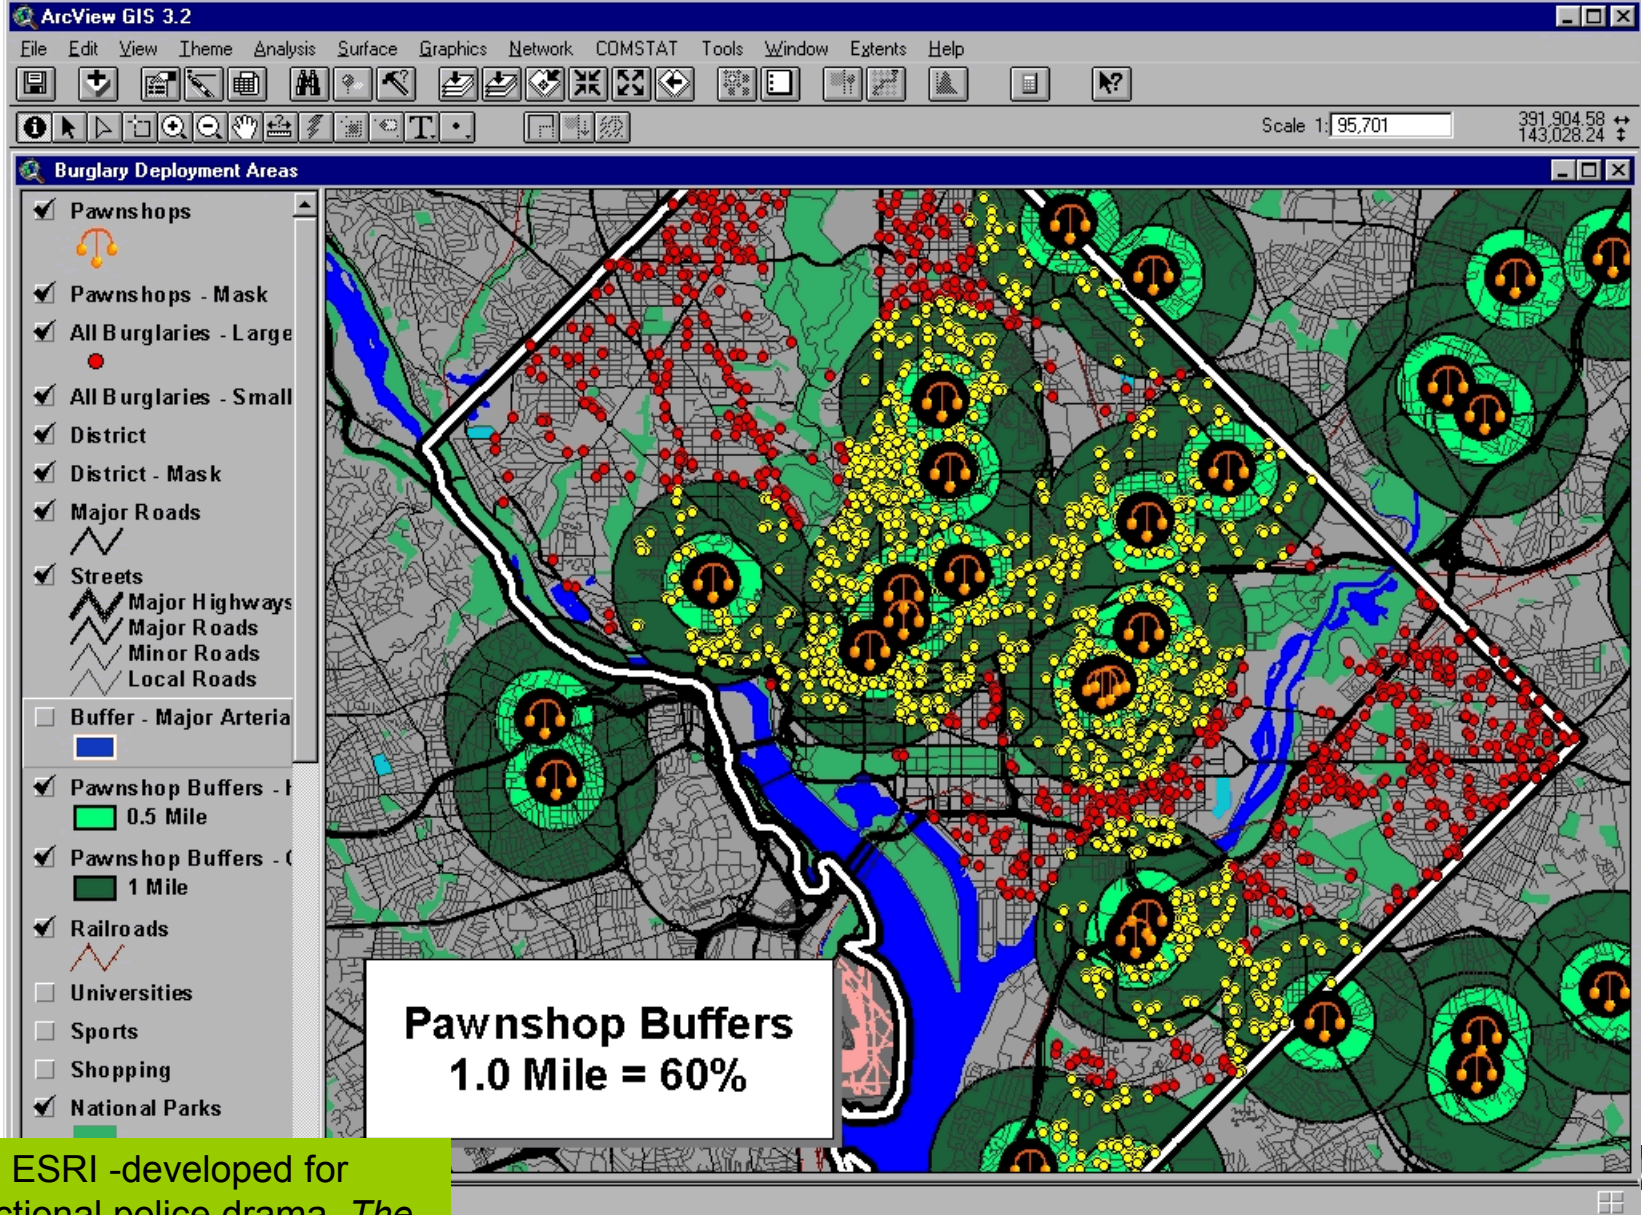 ArcView GIS 3.2
File Edit View Theme Analysis Surface Graphics Network COMSTAT Tools Window Extents Help
Scale 1: 95,701
391,904.58
143,028.24
Burglary Deployment Areas
Pawnshops
Pawnshops - Mask
All Burglaries - Large
All Burglaries - Small
District
District - Mask
Major Roads
Streets
Major Highways
Major Roads
Minor Roads
Local Roads
Buffer - Major Arteria
Pawnshop Buffers -
0.5 Mile
Pawnshop Buffers -
1 Mile
Railroads
Universities
Sports
Shopping
National Parks
Pawnshop Buffers
1.0 Mile = 60%
ESRI -developed for
ctional police drama, The